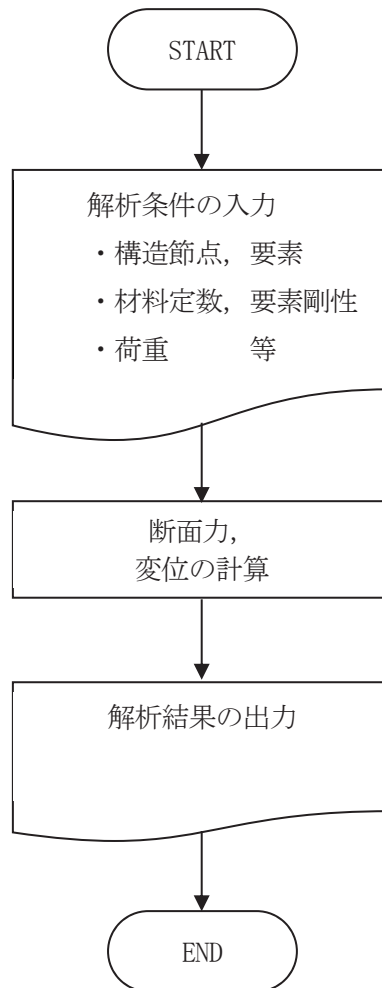 START
解析条件の入力
・構造節点，要素
・材料定数，要素剛性
・荷重　　　等
断面力，
変位の計算
解析結果の出力
END